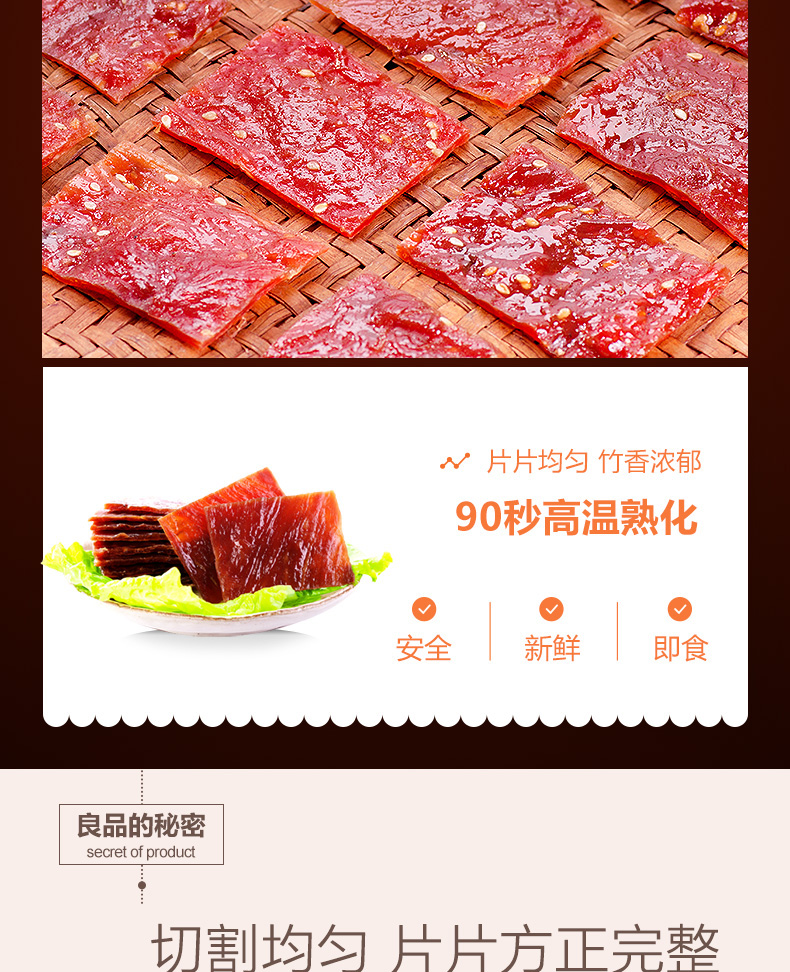 片片均匀 竹香浓郁
90秒高温熟化
安全
新鲜
即食
良品的秘密
secret of product
切割均匀 片片方正完整